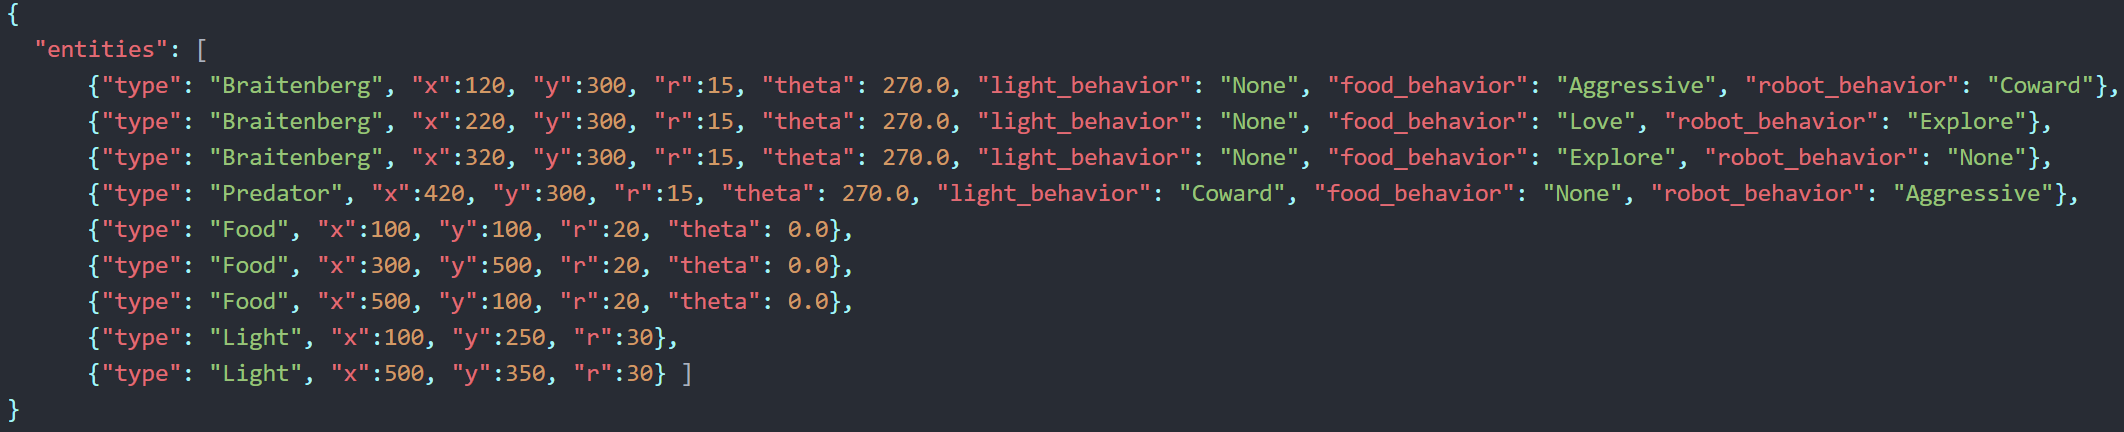 {
"entities": [
{"type": "Braitenberg", "x":120, "y":300, "r":15, "theta": 270.0, "light_behavior": "None", "food_behavior": "Aggressive", "robot_behavior": "Coward"},
{"type": "Braitenberg", "x":220, "y":300, "r":15, "theta": 270.0, "light_behavior": "None", "food_behavior": "Love", "robot_behavior": "Explore"},
{"type": "Braitenberg", "x":320, "y":300, "r":15, "theta": 270.0, "light_behavior": "None", "food_behavior": "Explore", "robot_behavior": "None"},
{"type": "Predator", "x":420, "y":300, "r":15, "theta": 270.0, "light_behavior": "Coward", "food_behavior": "None", "robot_behavior": "Aggressive"},
{"type": "Food", "x":100, "y":100, "r":20, "theta": 0.0},
{"type": "Food", "x":300, "y":500, "r":20, "theta": 0.0},
{"type": "Food", "x":500, "y":100, "r":20, "theta": 0.0},
{"type": "Light", "x":100, "y":250, "r":30},
{"type": "Light", "x":500, "y":350, "r":30} ]
}